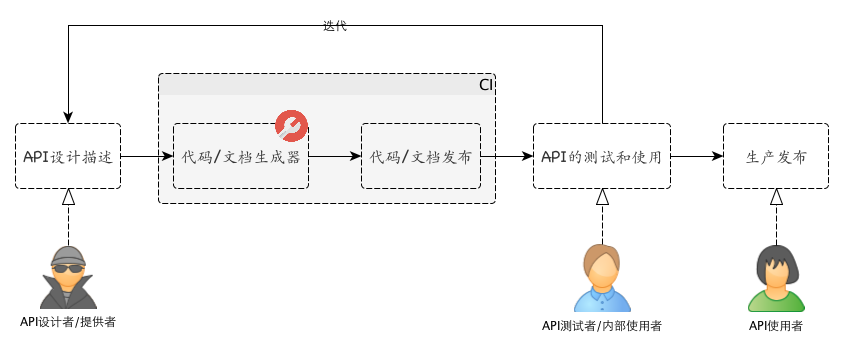 迭代
CI
API设计描述
代码/文档生成器
代码/文档发布
API的测试和使用
生产发布
API设计者/提供者
API测试者/内部使用者
API使用者